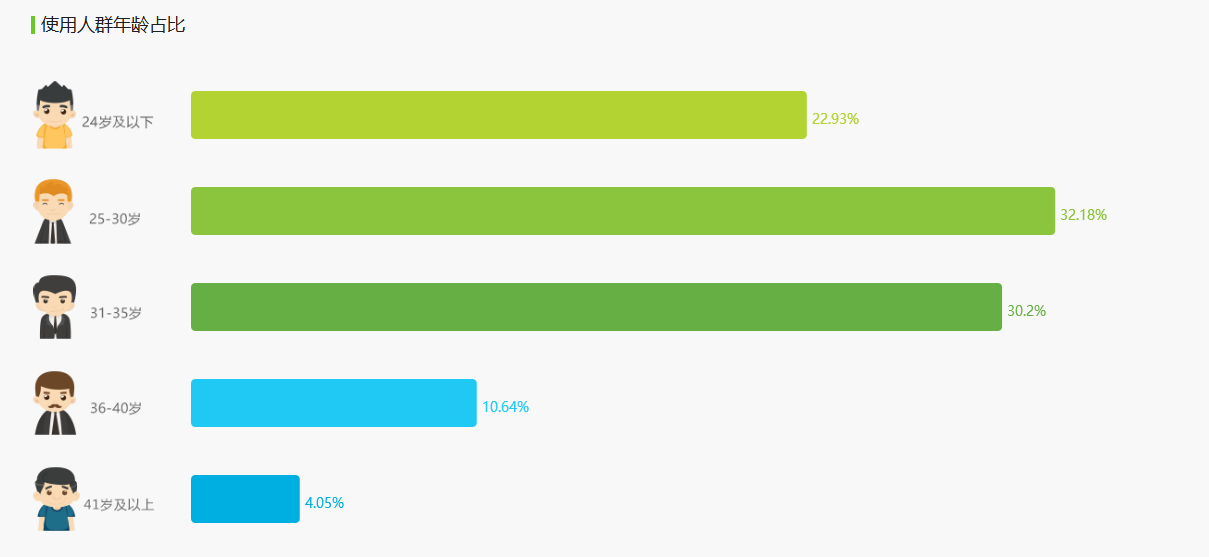 使用人群年龄占比
24岁及以下
22.93%
25-30岁
32.18%
31-35岁
30.2%
36-40岁
10.64%
41岁及以上
4.05%